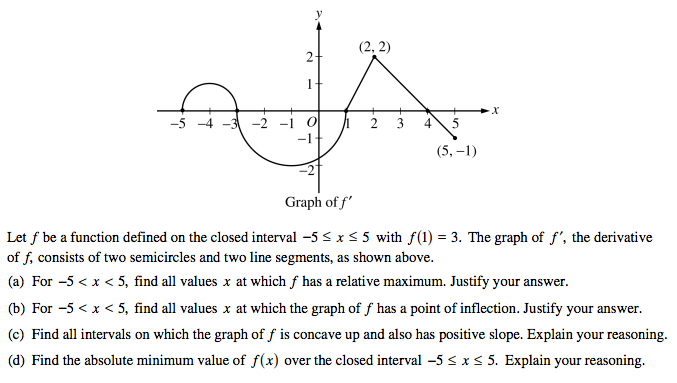 y
(2, 2)
2
1
x
−5 −4 −3 −2 −1 O 1 2 3 4 5
−1
(5, −1)
−2
Graph of f′
Let f be a function defined on the closed interval −5 ≤ x ≤ 5 with f(1) = 3. The graph of f′, the derivative
of f, consists of two semicircles and two line segments, as shown above.
(a) For −5 < x < 5, find all values x at which f has a relative maximum. Justify your answer.
(b) For −5 < x < 5, find all values x at which the graph of f has a point of inflection. Justify your answer.
(c) Find all intervals on which the graph of f is concave up and also has positive slope. Explain your reasoning.
(d) Find the absolute minimum value of f(x) over the closed interval −5 ≤ x ≤ 5. Explain your reasoning.